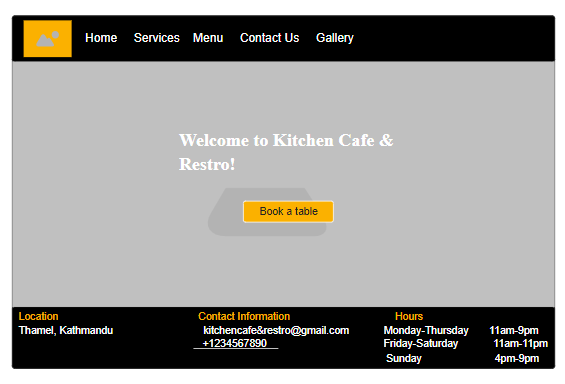 Home Services Menu Contact Us Gallery
Welcome to Kitchen Cafe &
Restro!
Book a table
Location Contact Information Hours
Thamel, Kathmandu kitchencafe&restro@gmail.com Monday-Thursday 11am-9pm
+1234567890 Friday-Saturday 11am-11pm
Sunday 4pm-9pm